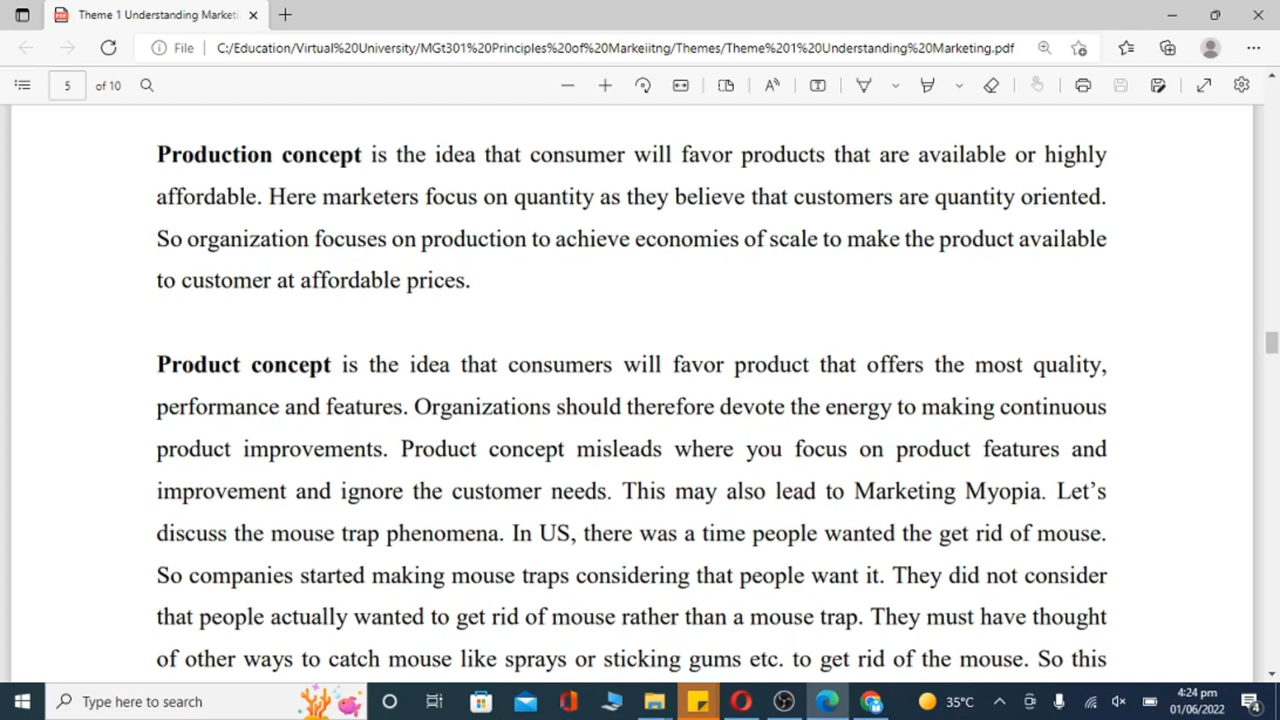 Theme 1 Understanding Marketi
File
C:/Education/Virtual%20University/MGt301%20Principles%20of%20Markeiitng/Themes/Theme%201%20Understanding%20Marketing.pdf
5 of 10
Production concept is the idea that consumer will favor products that are available or highly
affordable. Here marketers focus on quantity as they believe that customers are quantity oriented.
So organization focuses on production to achieve economies of scale to make the product available
to customer at affordable prices.
Product concept is the idea that consumers will favor product that offers the most quality,
performance and features. Organizations should therefore devote the energy to making continuous
product improvements. Product concept misleads where you focus on product features and
improvement and ignore the customer needs. This may also lead to Marketing Myopia. Let’s
discuss the mouse trap phenomena. In US, there was a time people wanted the get rid of mouse.
So companies started making mouse traps considering that people want it. They did not consider
that people actually wanted to get rid of mouse rather than a mouse trap. They must have thought
of other ways to catch mouse like sprays or sticking gums etc. to get rid of the mouse. So this
Type here to search
35°C
4:24 pm
01/06/2022
4